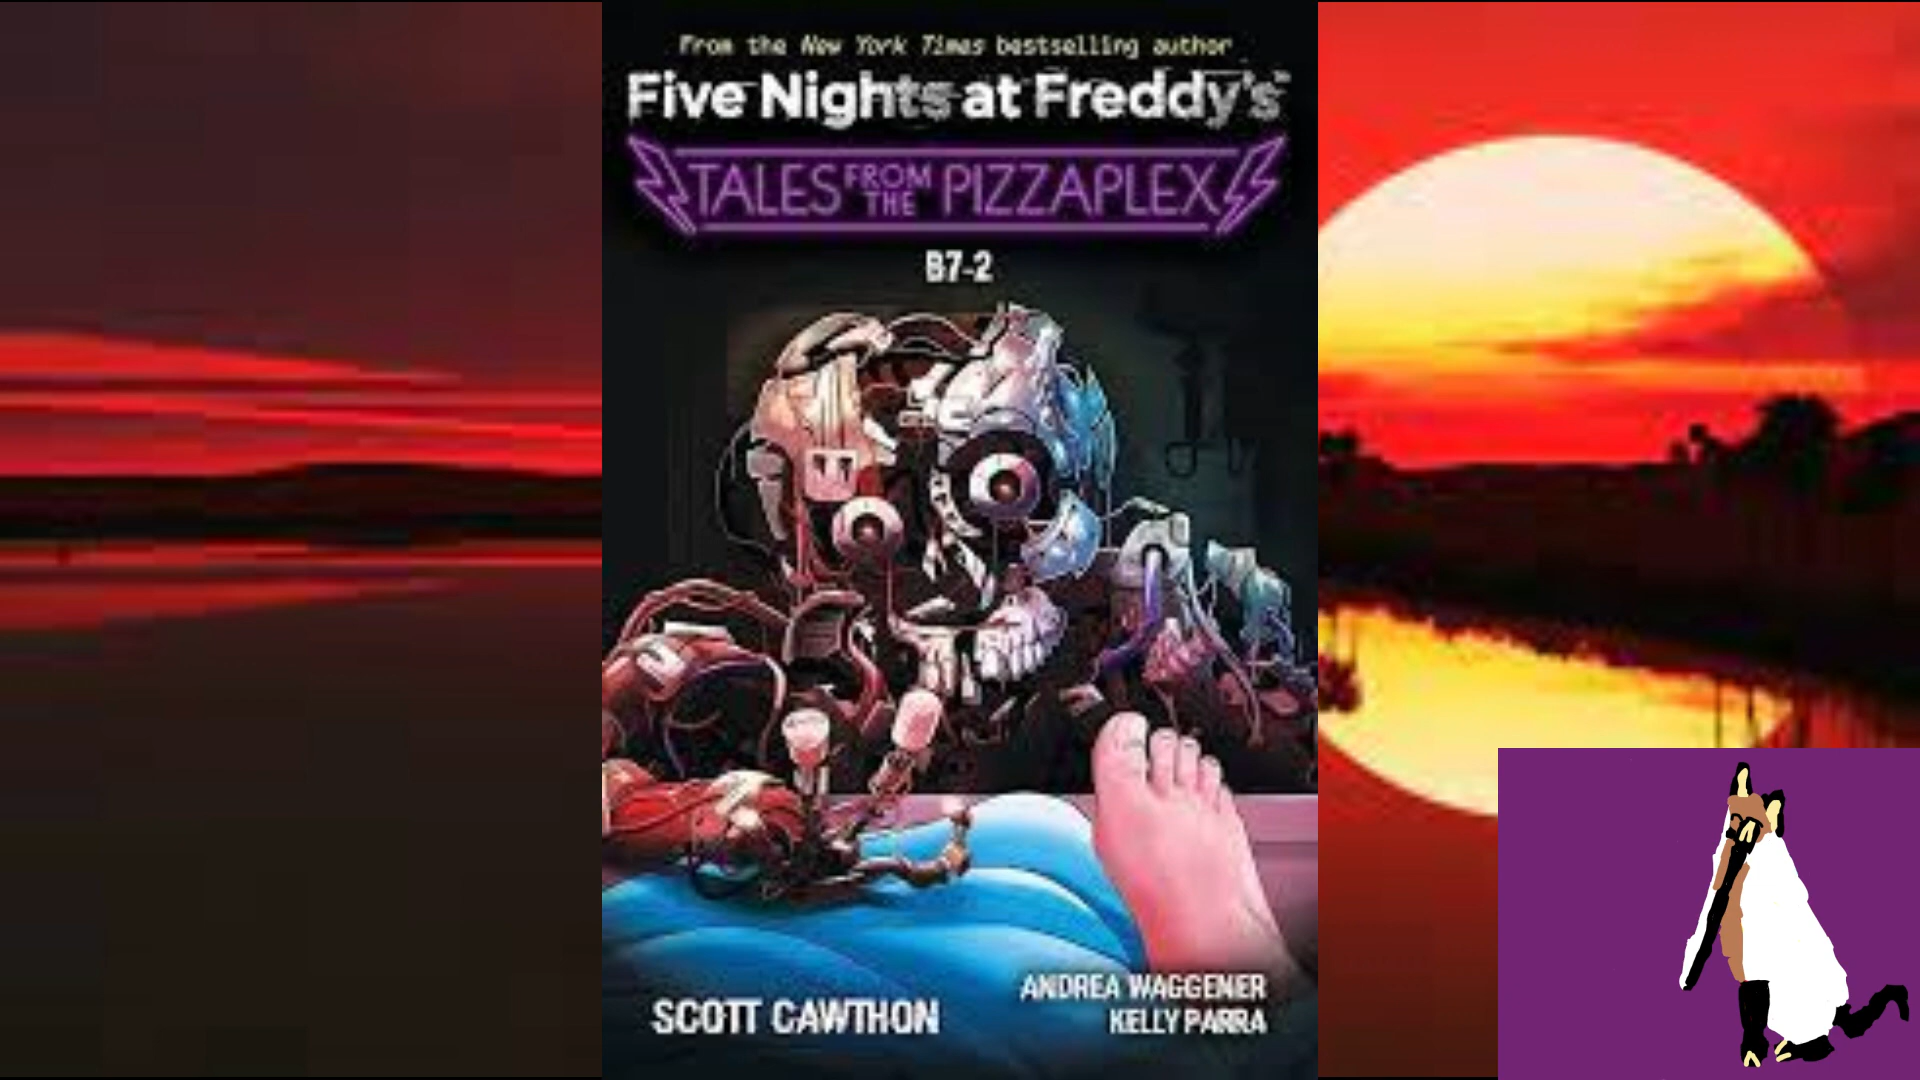 From the New York Times bestselling author
Five Nights at Freddy's™
TALES FROM THE PIZZAPLEX
B7-2
SCOTT CAWTHON
ANDREA WAGGENER
KELLY PARRA